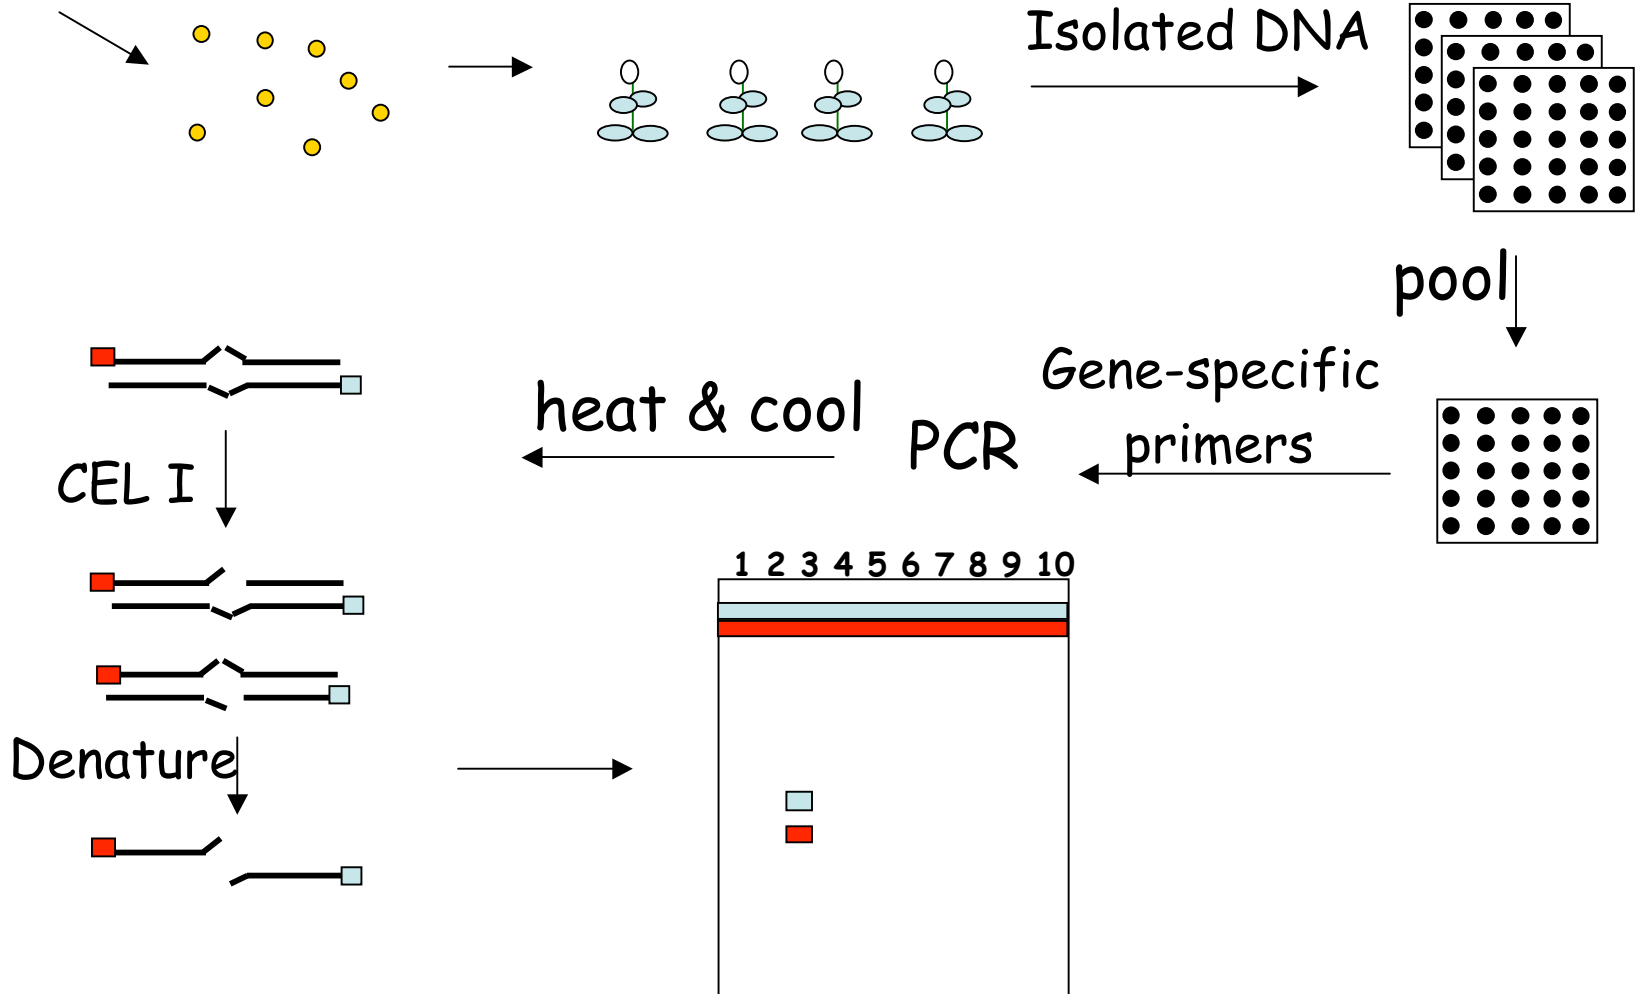 Isolated DNA
pool
Gene-specific
primers
PCR
heat & cool
CEL I
Denature
1 2 3 4 5 6 7 8 9 10